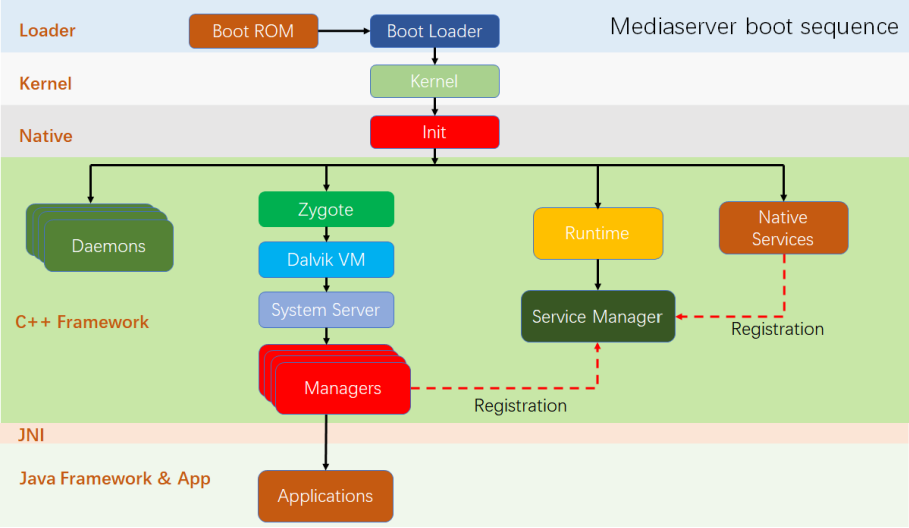 Mediaserver boot sequence
Loader
Boot ROM
Boot Loader
Kernel
Kernel
Native
Init
Daemons
Zygote
Runtime
Native
Services
Dalvik VM
System Server
C++ Framework
Service Manager
Registration
Managers
Registration
JNI
Java Framework & App
Applications